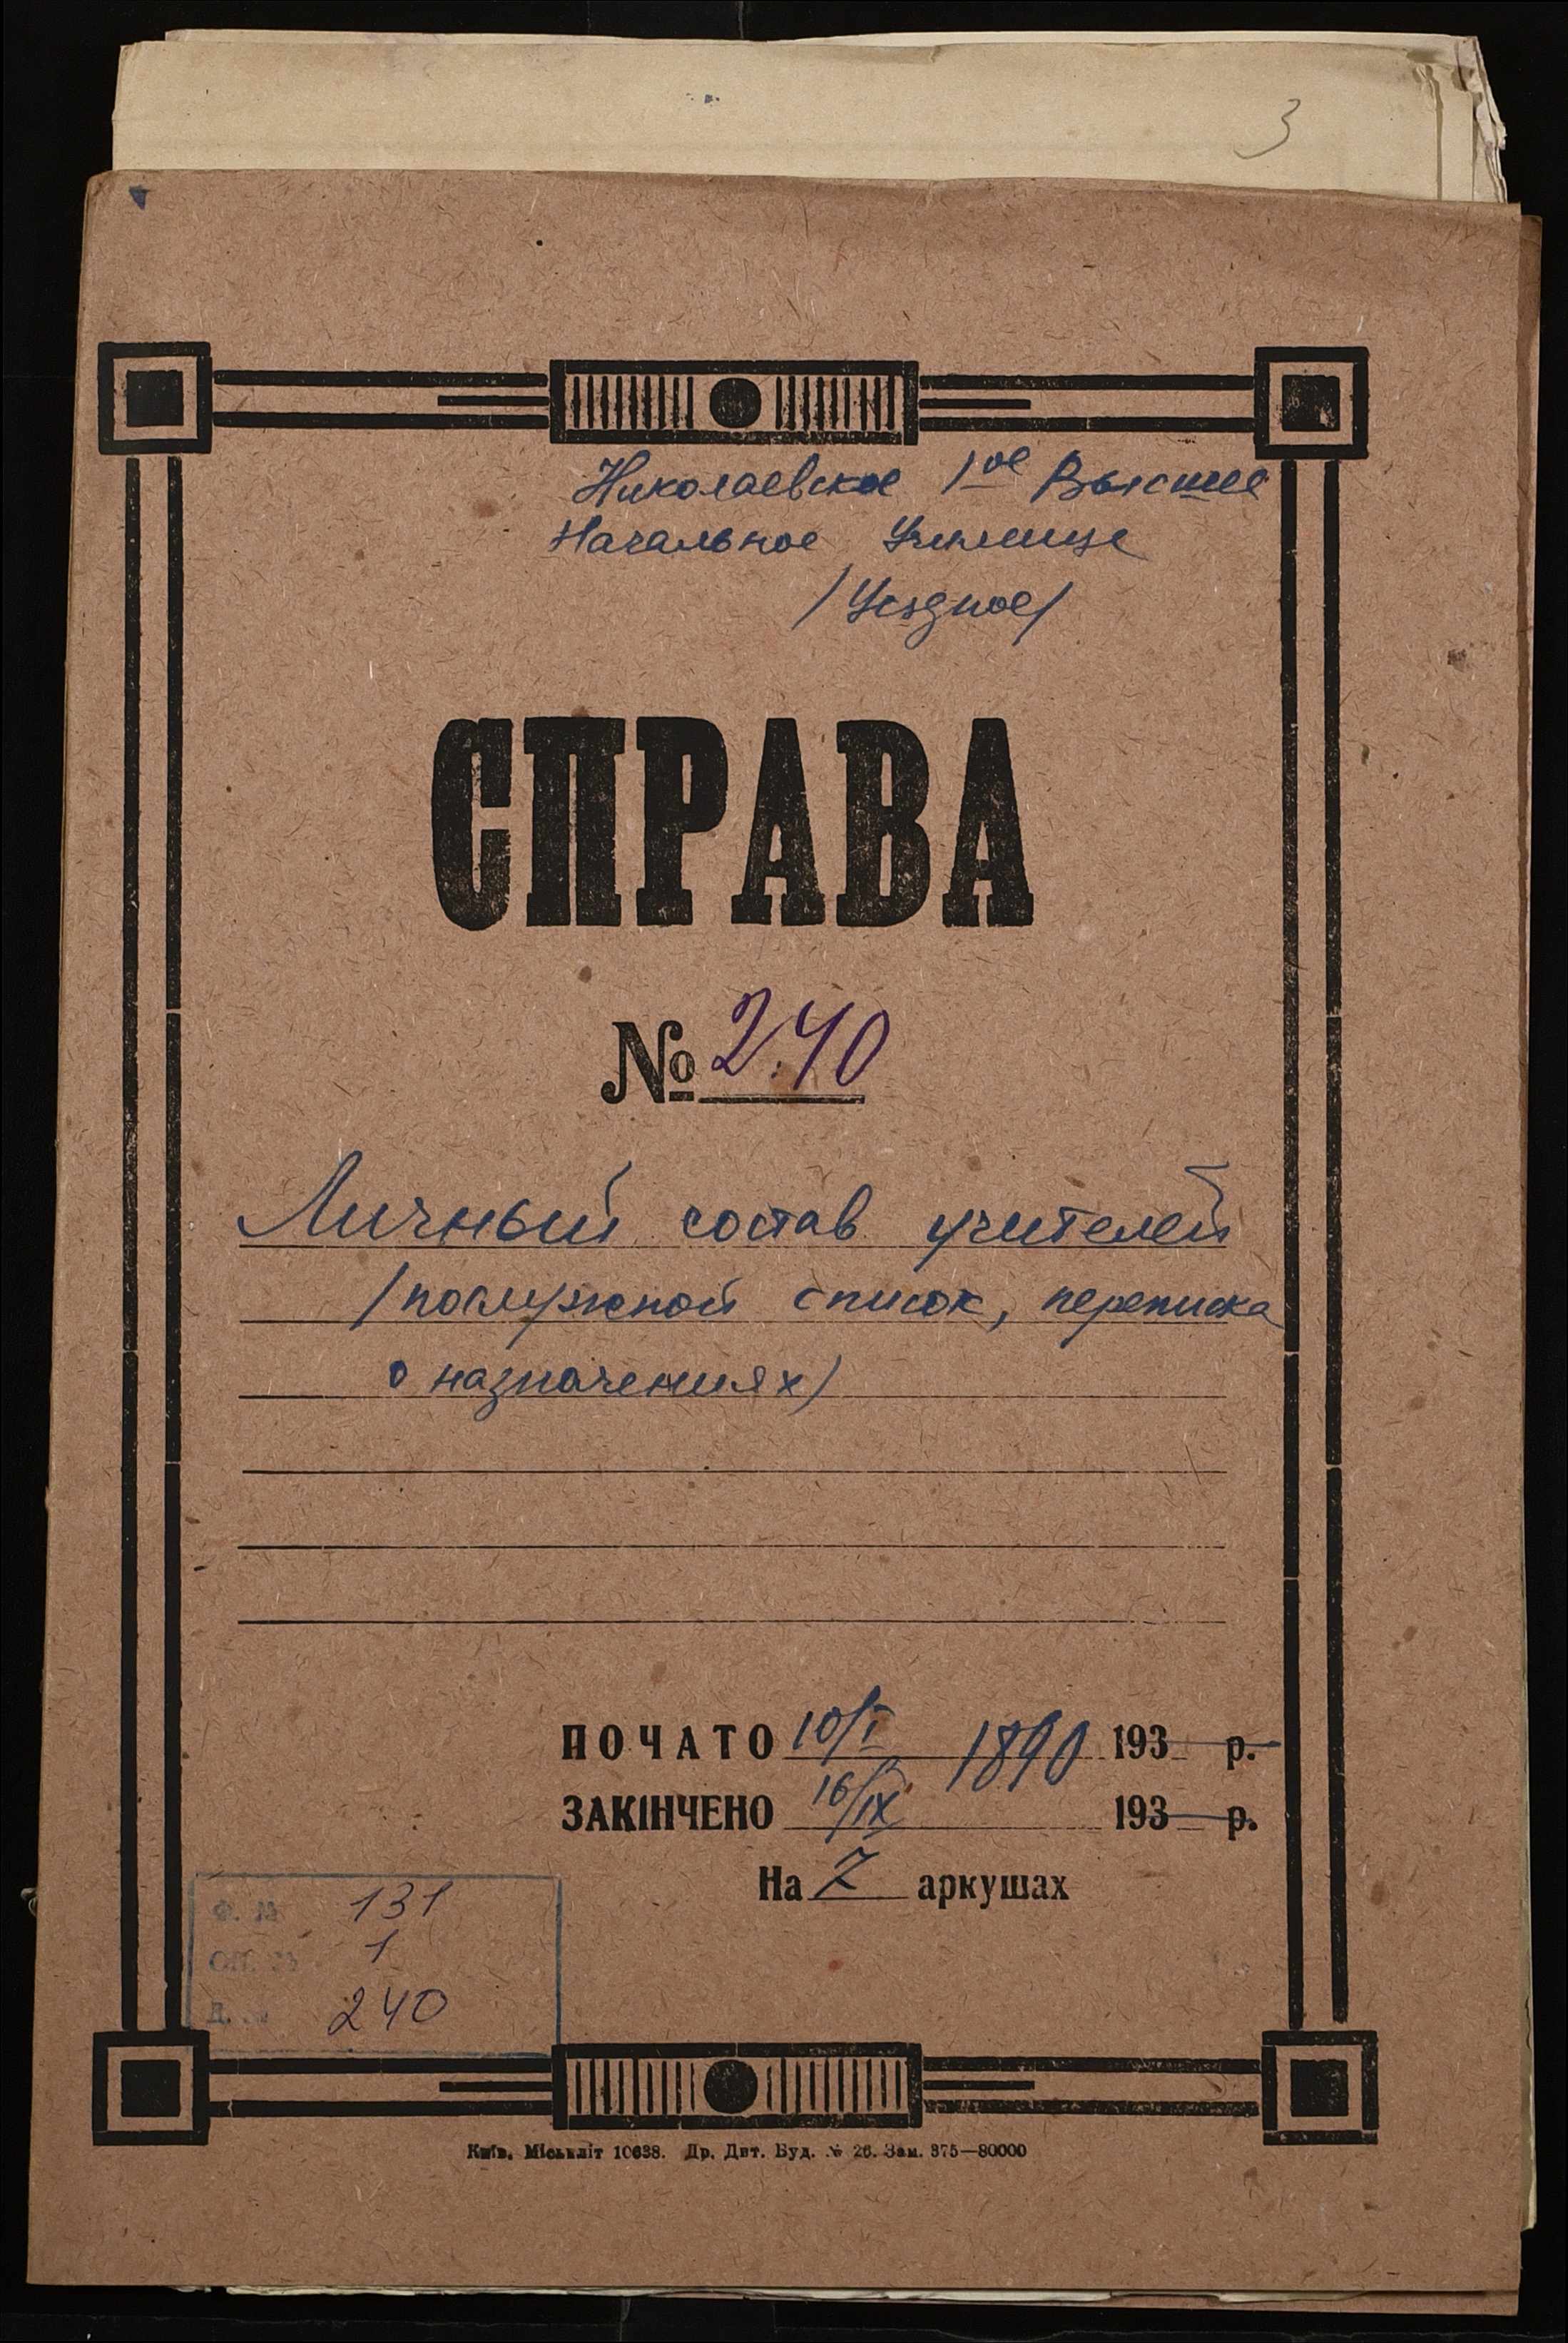 3
Николаевское 1ое Высшее
Начальное Училище
/Уездное/
СПРАВА
№ 240
Личный состав учителей
/послужной список, переписка
о назначениях)
ПОЧАТО 10/I 1890 193 р.
ЗАКІНЧЕНО 16/IX 193 р.
На 7 аркушах
Ф. № 131
Оп. № 1
Д. № 240
Київ. Міськліт 10638. Др. Дит. Буд. № 26. Зам. 375—80000